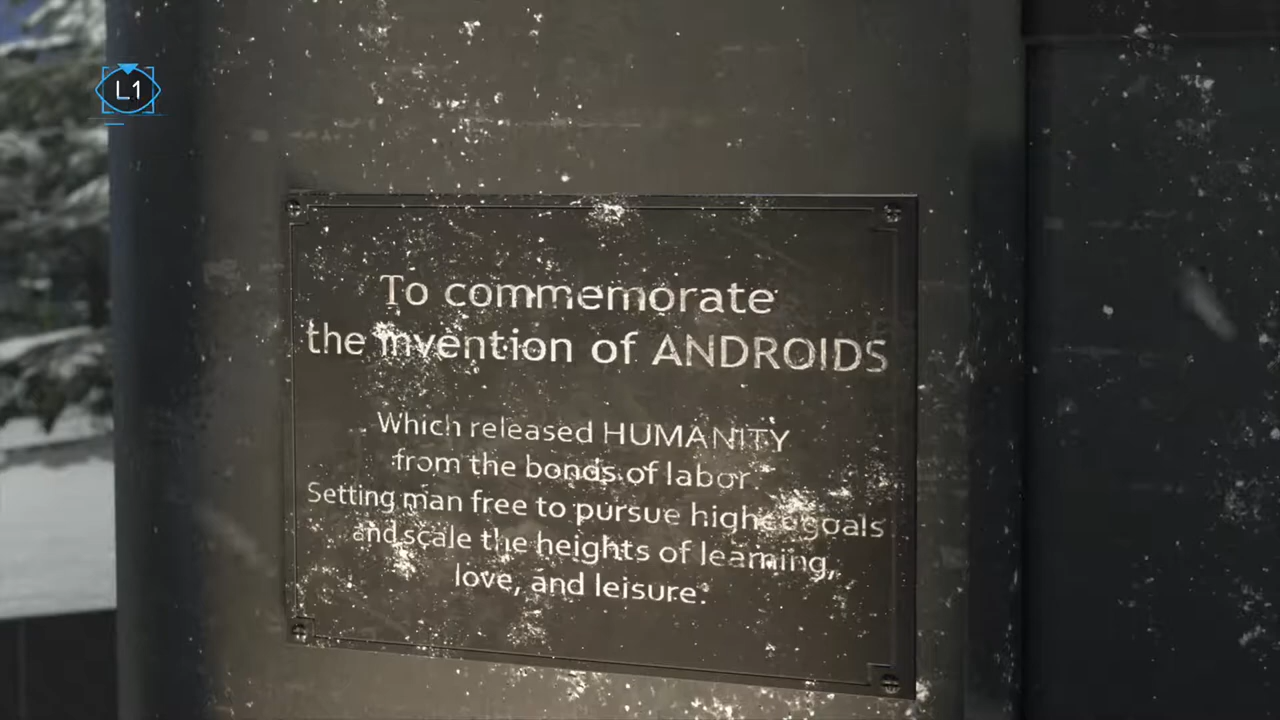 L1
To commemorate
the invention of ANDROIDS
Which released HUMANITY
from the bonds of labor.
Setting man free to pursue higher goals
and scale the heights of learning,
love, and leisure.